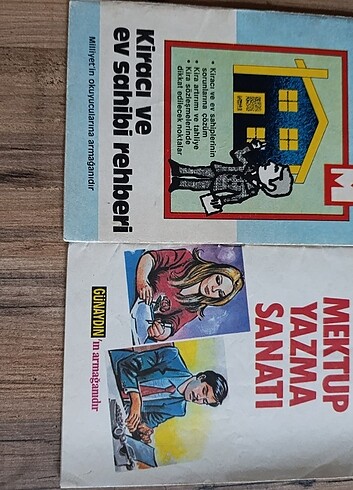 M
• Kiracı ve ev sahiplerinin
sorunlarına çözüm
• Kira artırımı ve tahliye
• Kira sözleşmelerinde
dikkat edilecek noktalar
Kiracı ve
ev sahibi rehberi
Milliyet'in okuyucularına armağanıdır
MEKTUP
YAZMA
SANATI
GÜNAYDIN'ın armağanıdır